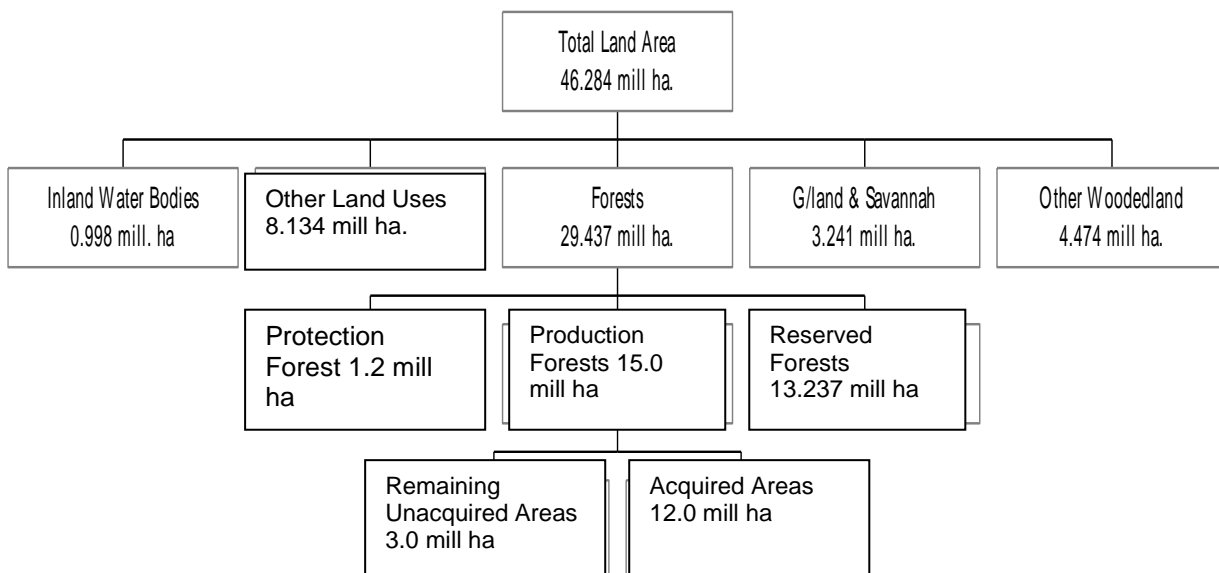 Total Land Area
46.284 mill ha.
Inland Water Bodies
0.998 mill. ha
Other Land Uses
8.134 mill ha.
Forests
29.437 mill ha.
G/land & Savannah
3.241 mill ha.
Other Woodedland
4.474 mill ha.
Protection
Forest 1.2 mill
ha
Production
Forests 15.0
mill ha
Reserved
Forests
13.237 mill ha
Remaining
Unacquired Areas
3.0 mill ha
Acquired Areas
12.0 mill ha